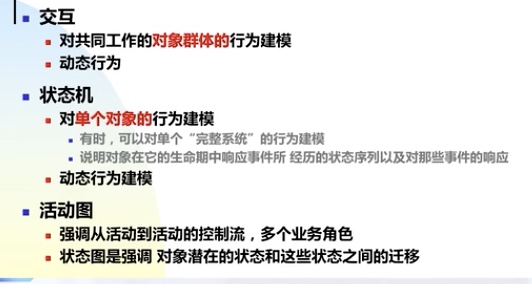 交互
对共同工作的对象群体的行为建模
动态行为
状态机
对单个对象的行为建模
有时，可以对单个“完整系统”的行为建模
说明对象在它的生命期中响应事件所 经历的状态序列以及对那些事件的响应
动态行为建模
活动图
强调从活动到活动的控制流，多个业务角色
状态图是强调 对象潜在的状态和这些状态之间的迁移